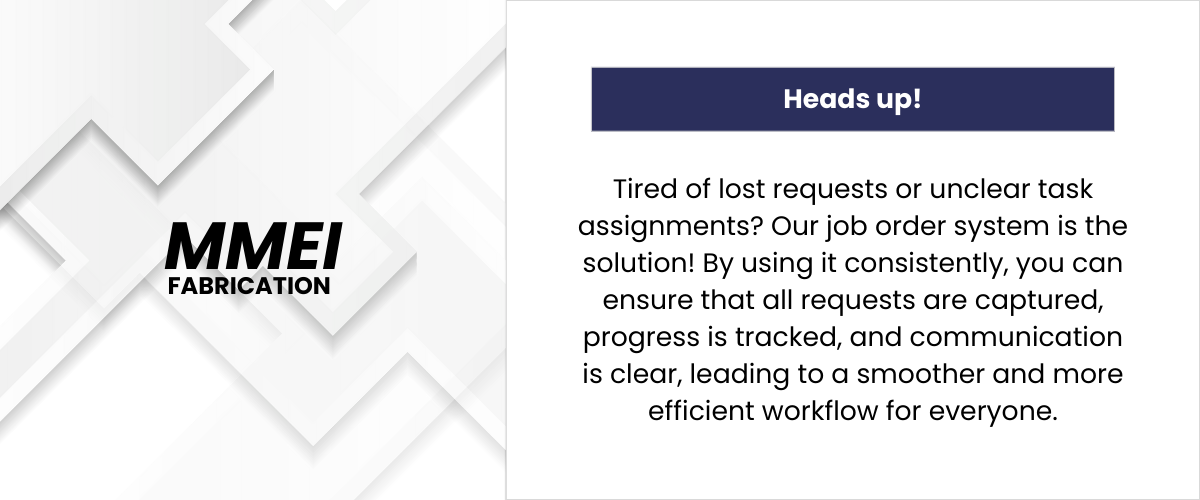 MMEI
FABRICATION
Heads up!
Tired of lost requests or unclear task
assignments? Our job order system is the
solution! By using it consistently, you can
ensure that all requests are captured,
progress is tracked, and communication
is clear, leading to a smoother and more
efficient workflow for everyone.